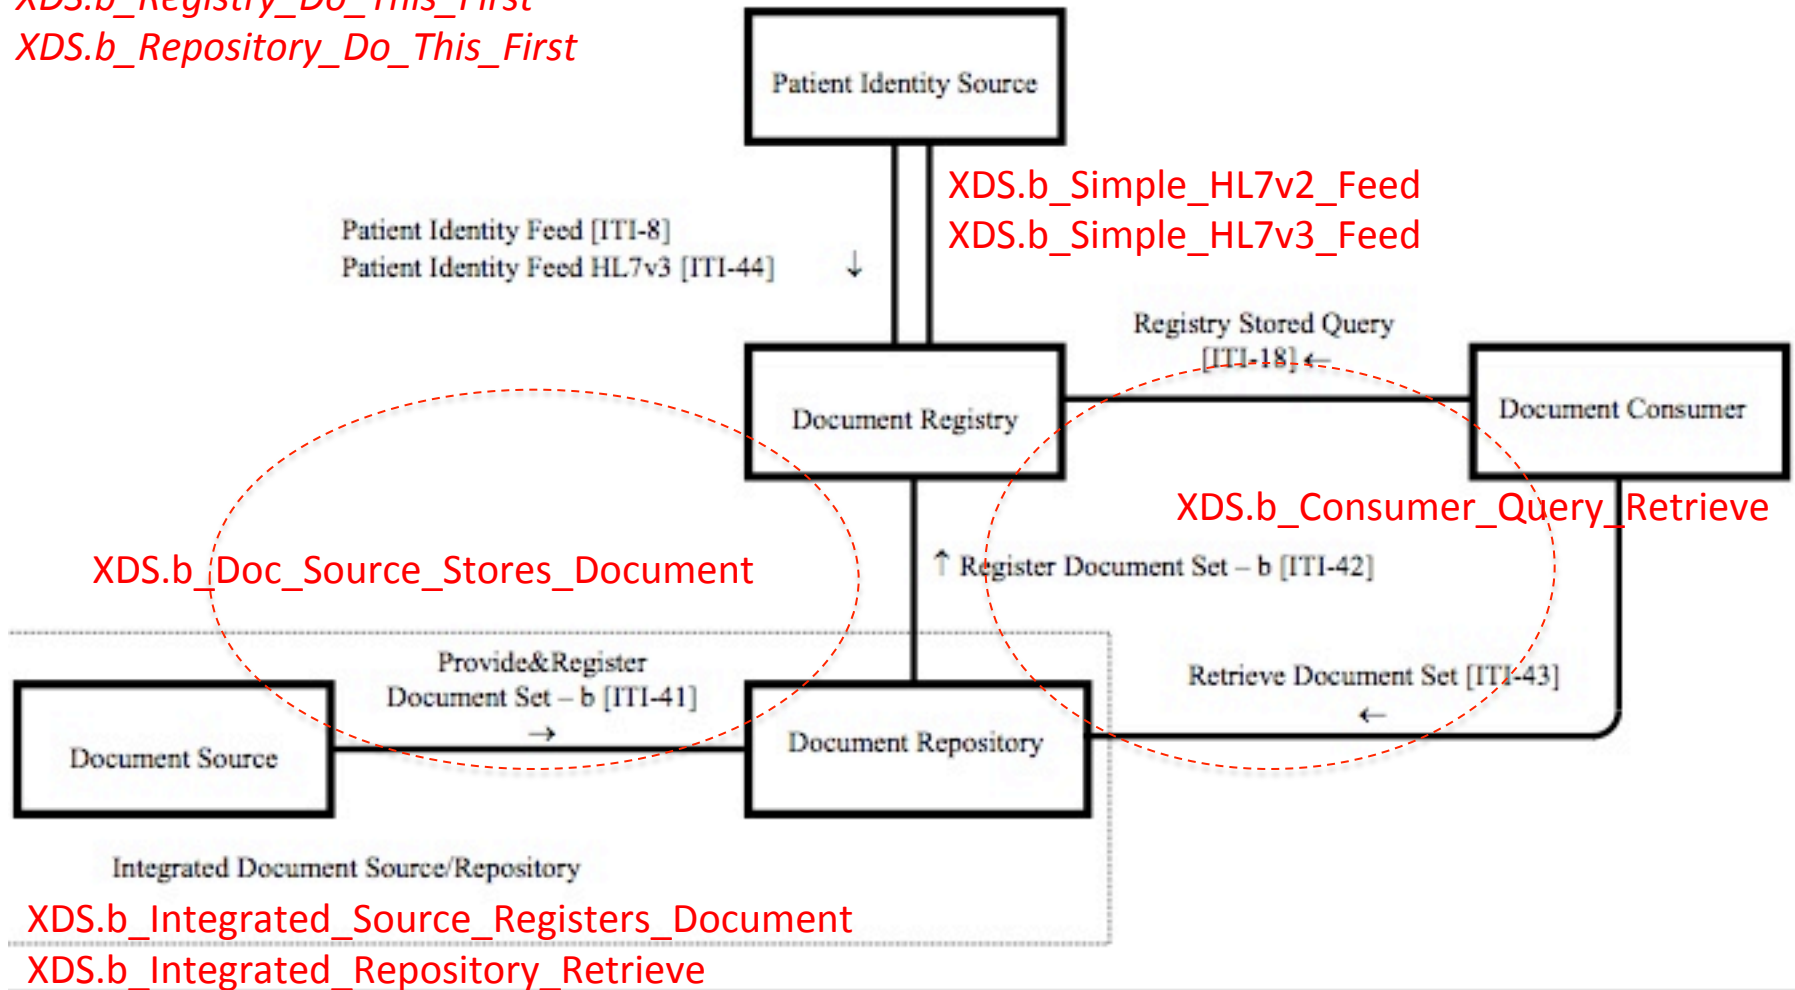 XDS.b_Registry_Do_This_First
XDS.b_Repository_Do_This_First
Patient Identity Source
XDS.b_Simple_HL7v2_Feed
XDS.b_Simple_HL7v3_Feed
Patient Identity Feed [ITI-8]
Patient Identity Feed HL7v3 [ITI-44] ↓
Registry Stored Query
[ITI-18] ←
Document Registry
Document Consumer
XDS.b_Consumer_Query_Retrieve
XDS.b_Doc_Source_Stores_Document
↑ Register Document Set – b [ITI-42]
Provide&Register
Document Set – b [ITI-41]
→
Retrieve Document Set [ITI-43]
←
Document Source
Document Repository
Integrated Document Source/Repository
XDS.b_Integrated_Source_Registers_Document
XDS.b_Integrated_Repository_Retrieve